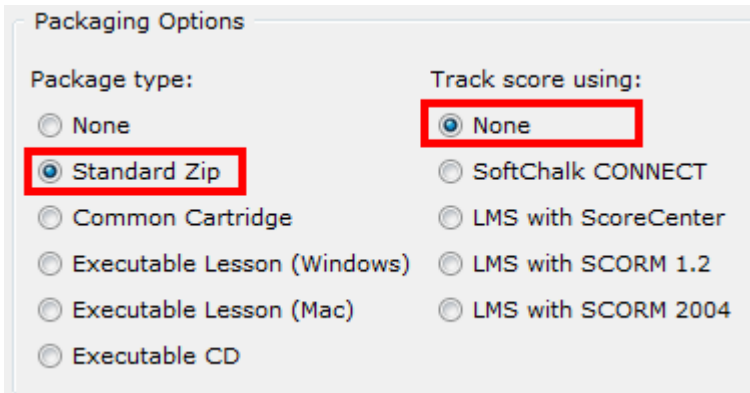 Packaging Options
Package type:
None
Standard Zip
Common Cartridge
Executable Lesson (Windows)
Executable Lesson (Mac)
Executable CD
Track score using:
None
SoftChalk CONNECT
LMS with ScoreCenter
LMS with SCORM 1.2
LMS with SCORM 2004